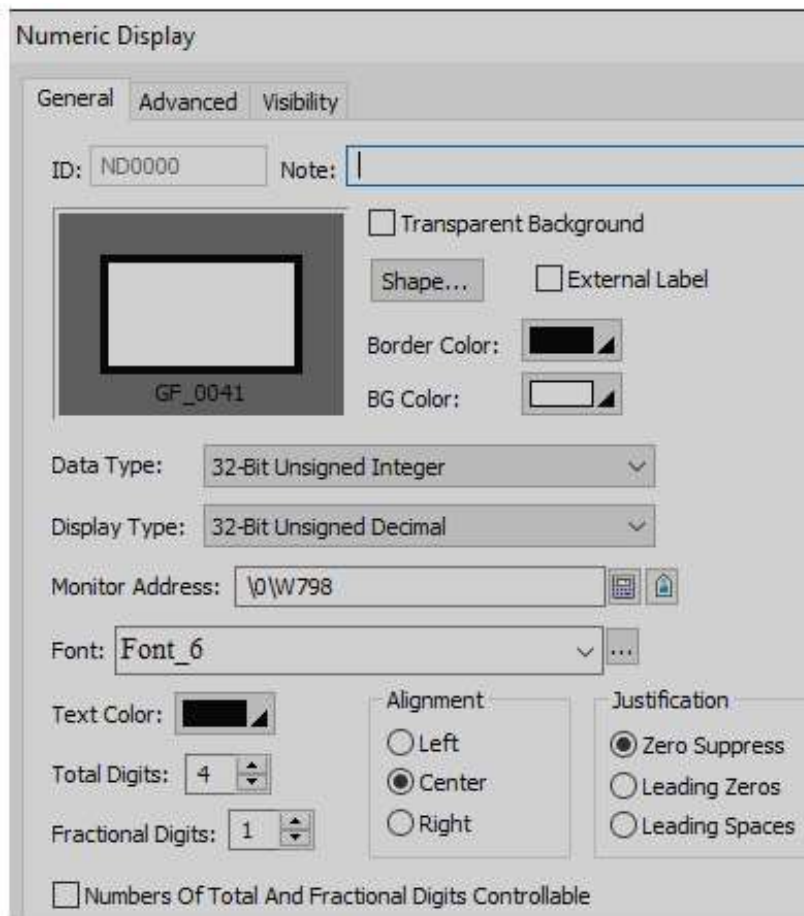 Numeric Display
General Advanced Visibility
ID: ND0000 Note:
Transparent Background
Shape... External Label
Border Color:
GF_0041
BG Color:
Data Type: 32-Bit Unsigned Integer
Display Type: 32-Bit Unsigned Decimal
Monitor Address: \0\W798
Font: Font_6 ...
Text Color:
Alignment
Justification
Left
Zero Suppress
Total Digits: 4
Center
Leading Zeros
Fractional Digits: 1
Right
Leading Spaces
Numbers Of Total And Fractional Digits Controllable